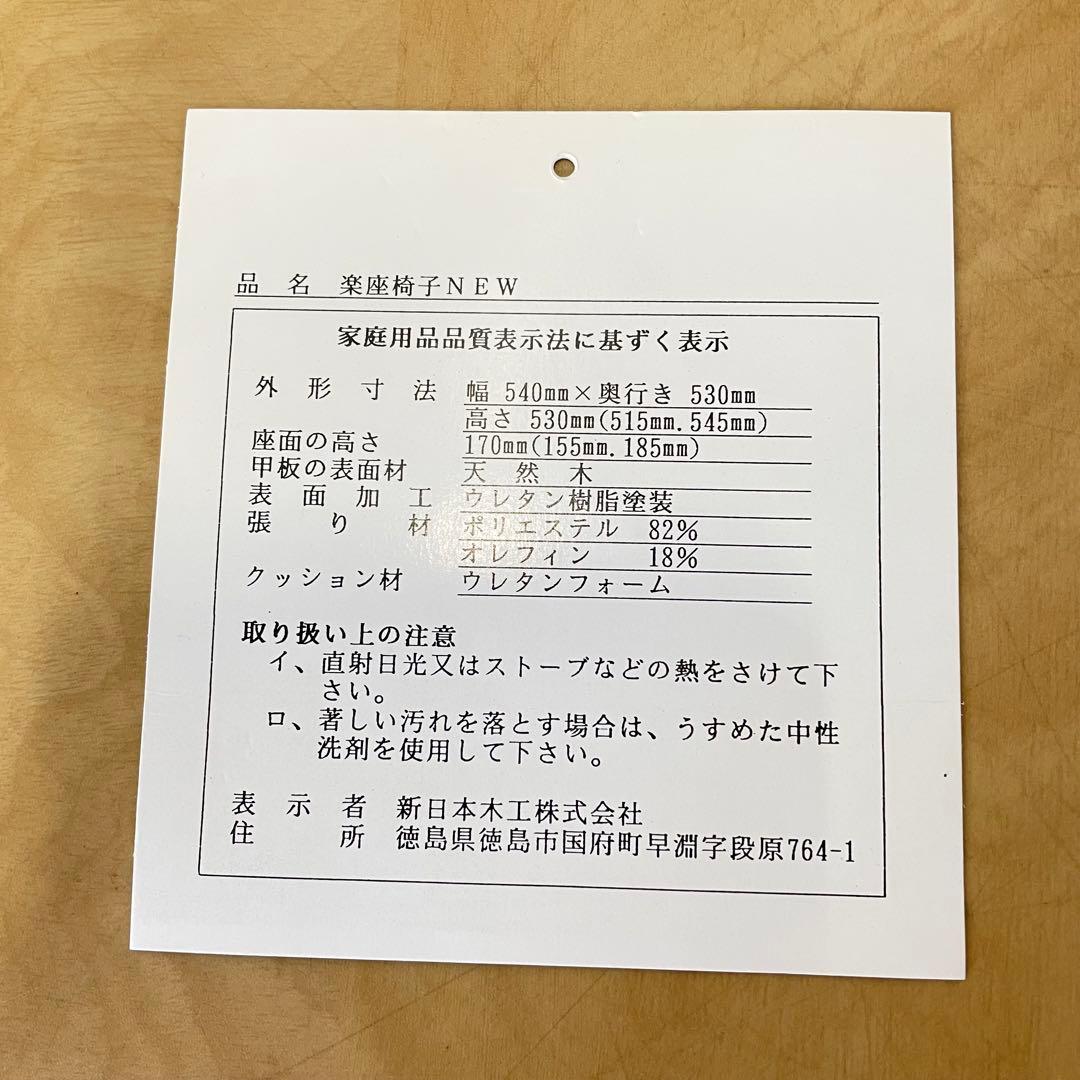 品名 楽座椅子NEW
家庭用品品質表示法に基ずく表示
外形寸法 幅 540mm×奥行き 530mm
高さ 530mm(515mm.545mm)
座面の高さ 170mm(155mm.185mm)
甲板の表面材 天然木
表面加工 ウレタン樹脂塗装
張り材 ポリエステル 82%
オレフィン 18%
クッション材 ウレタンフォーム
取り扱い上の注意
イ、直射日光又はストーブなどの熱をさけて下
さい。
ロ、著しい汚れを落とす場合は、うすめた中性
洗剤を使用して下さい。
表示者 新日本木工株式会社
住所 徳島県徳島市国府町早淵字段原764-1